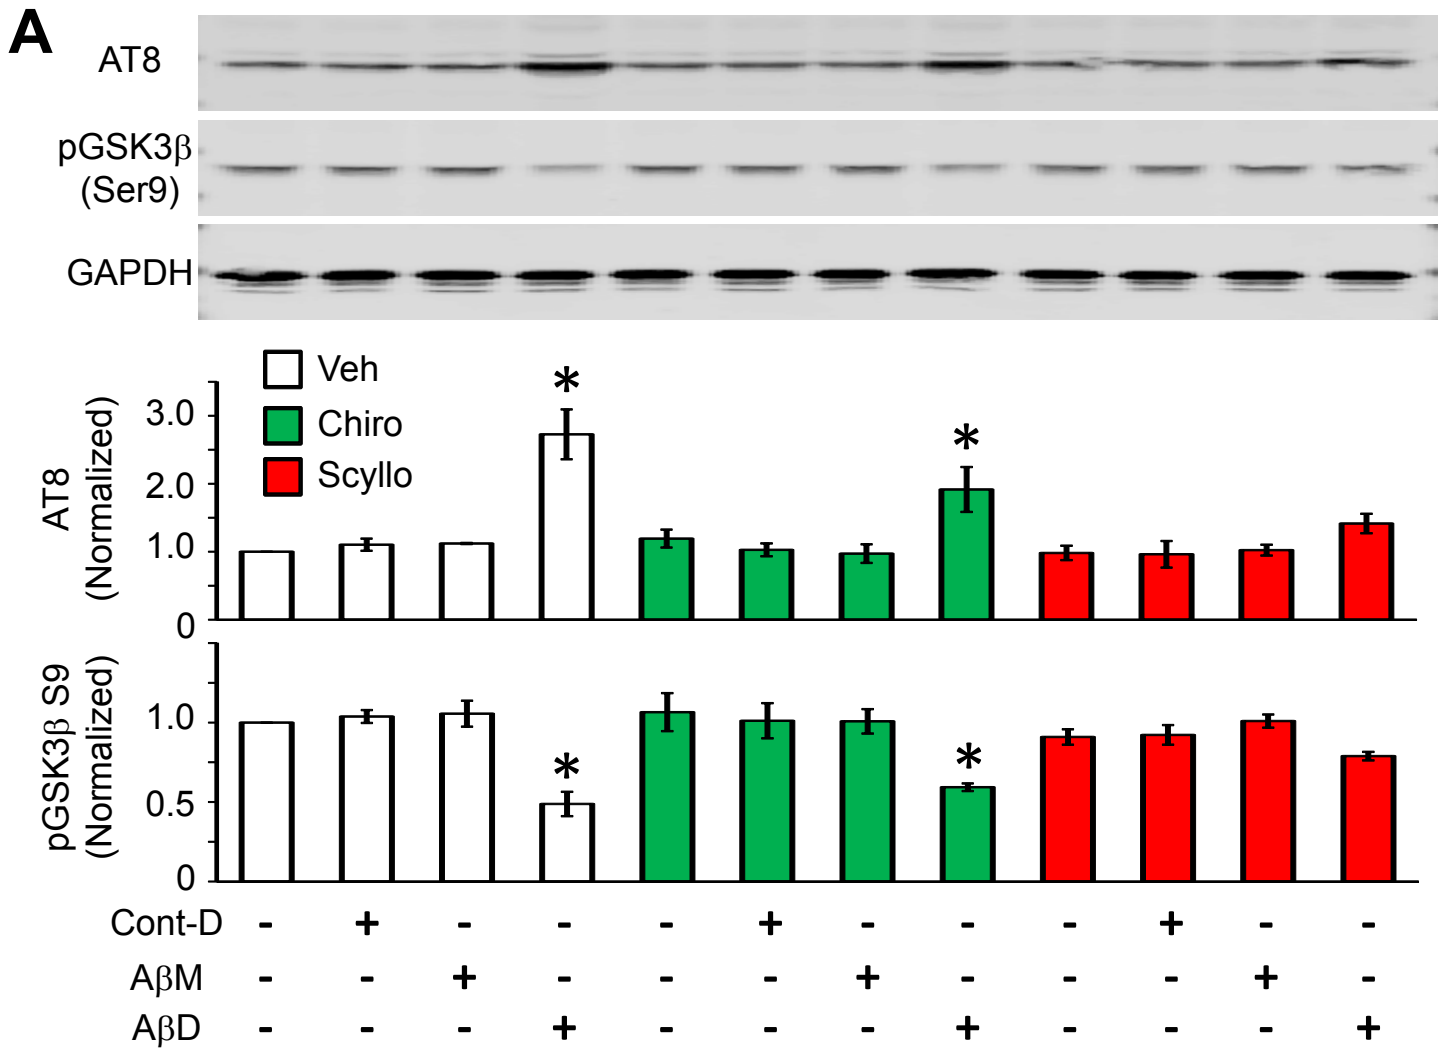 A
AT8
pGSK3β
(Ser9)
GAPDH
Veh
Chiro
Scyllo
AT8
(Normalized)
3.0
2.0
1.0
0
* *
pGSK3β S9
(Normalized)
1.0
0.5
0
* *
Cont-D - + - - - + - - - + - -
AβM - - + - - - + - - - + -
AβD - - - + - - - + - - - +